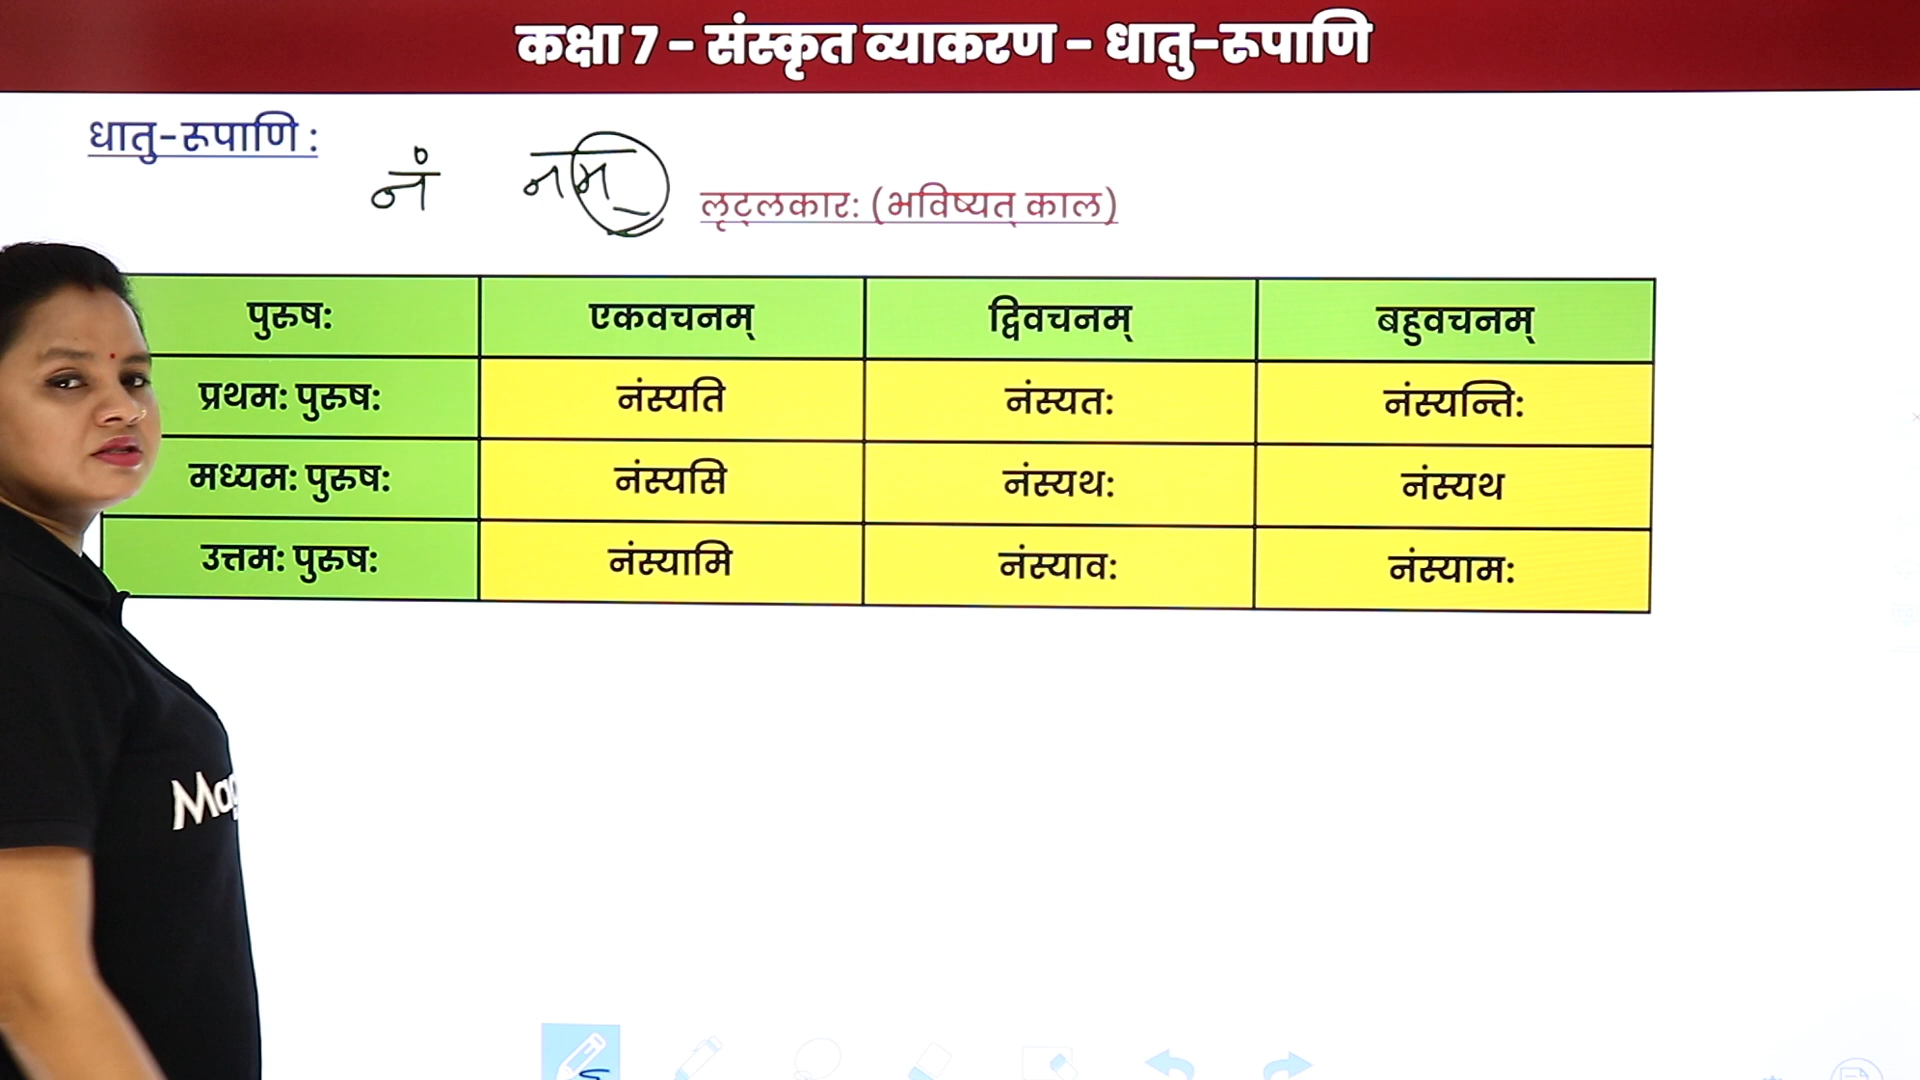 कक्षा 7 - संस्कृत व्याकरण - धातु-रूपाणि
धातु-रूपाणि :
नं नम्
लृट्लकारः (भविष्यत् काल)
पुरुषः एकवचनम् द्विवचनम् बहुवचनम्
प्रथमः पुरुषः नंस्यति नंस्यतः नंस्यन्तिः
मध्यमः पुरुषः नंस्यसि नंस्यथः नंस्यथ
उत्तमः पुरुषः नंस्यामि नंस्यावः नंस्यामः